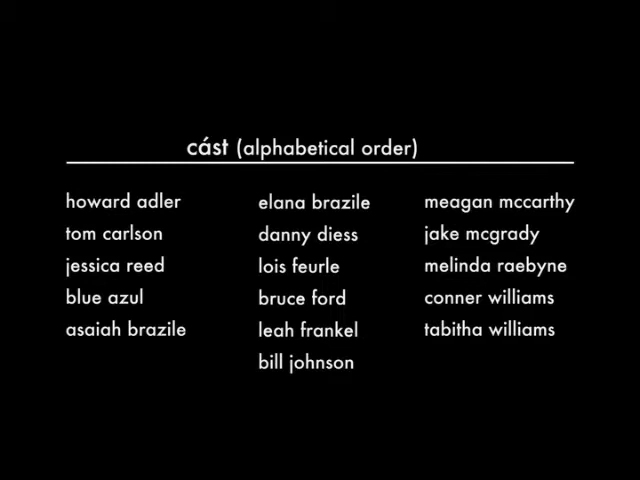 cást (alphabetical order)
howard adler
tom carlson
jessica reed
blue azul
asaiah brazile
elana brazile
danny diess
lois feurle
bruce ford
leah frankel
bill johnson
meagan mccarthy
jake mcgrady
melinda raebyne
conner williams
tabitha williams